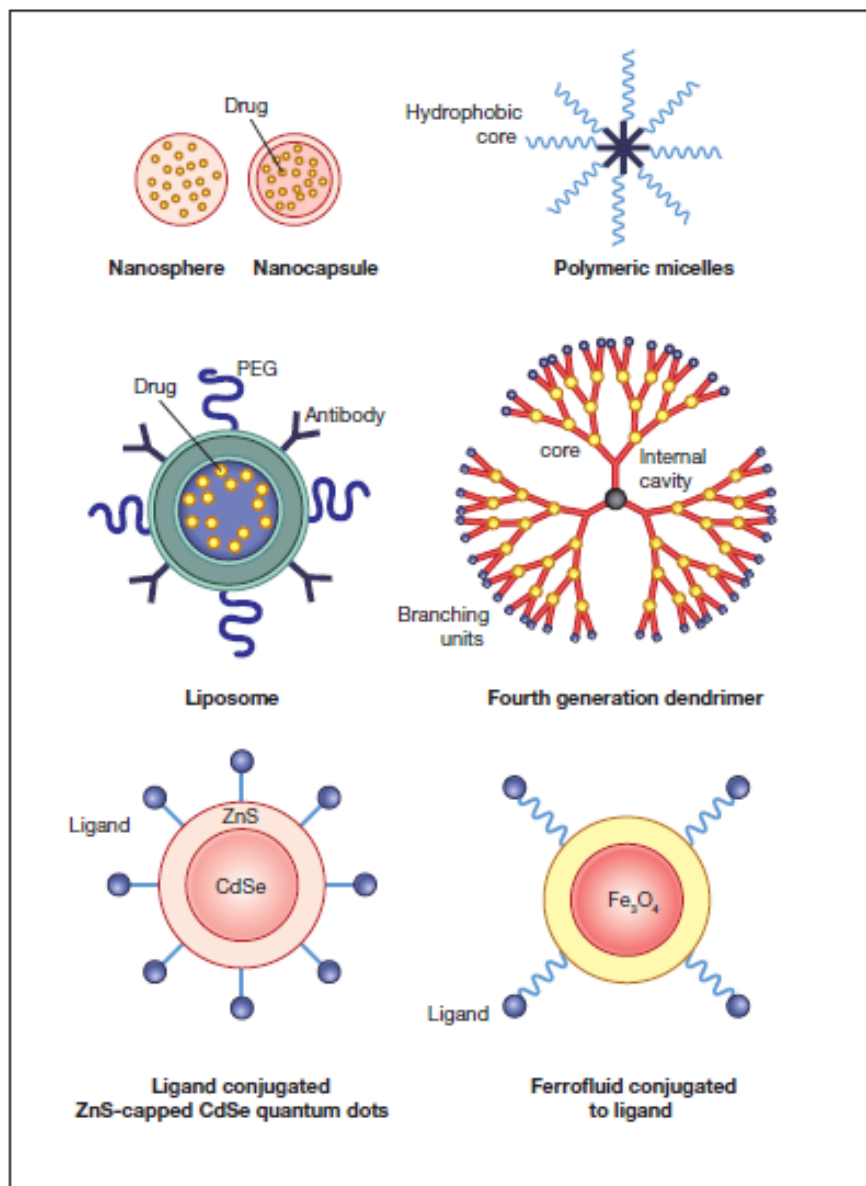 Drug
Hydrophobic
core
Nanosphere
Nanocapsule
Polymeric micelles
PEG
Drug
Antibody
core
Internal
cavity
Branching
units
Liposome
Fourth generation dendrimer
ZnS
Ligand
CdSe
Fe₃O₄
Ligand
Ligand conjugated
ZnS-capped CdSe quantum dots
Ferrofluid conjugated
to ligand